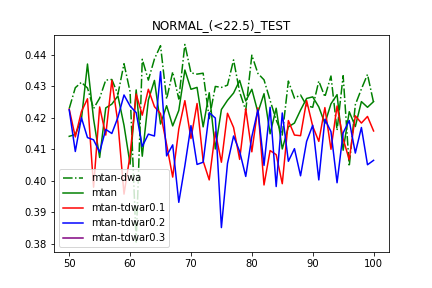 NORMAL_(<22.5)_TEST
0.44
0.43
0.42
0.41
0.40
0.39
0.38
mtan-dwa
mtan
mtan-tdwar0.1
mtan-tdwar0.2
mtan-tdwar0.3
50 60 70 80 90 100